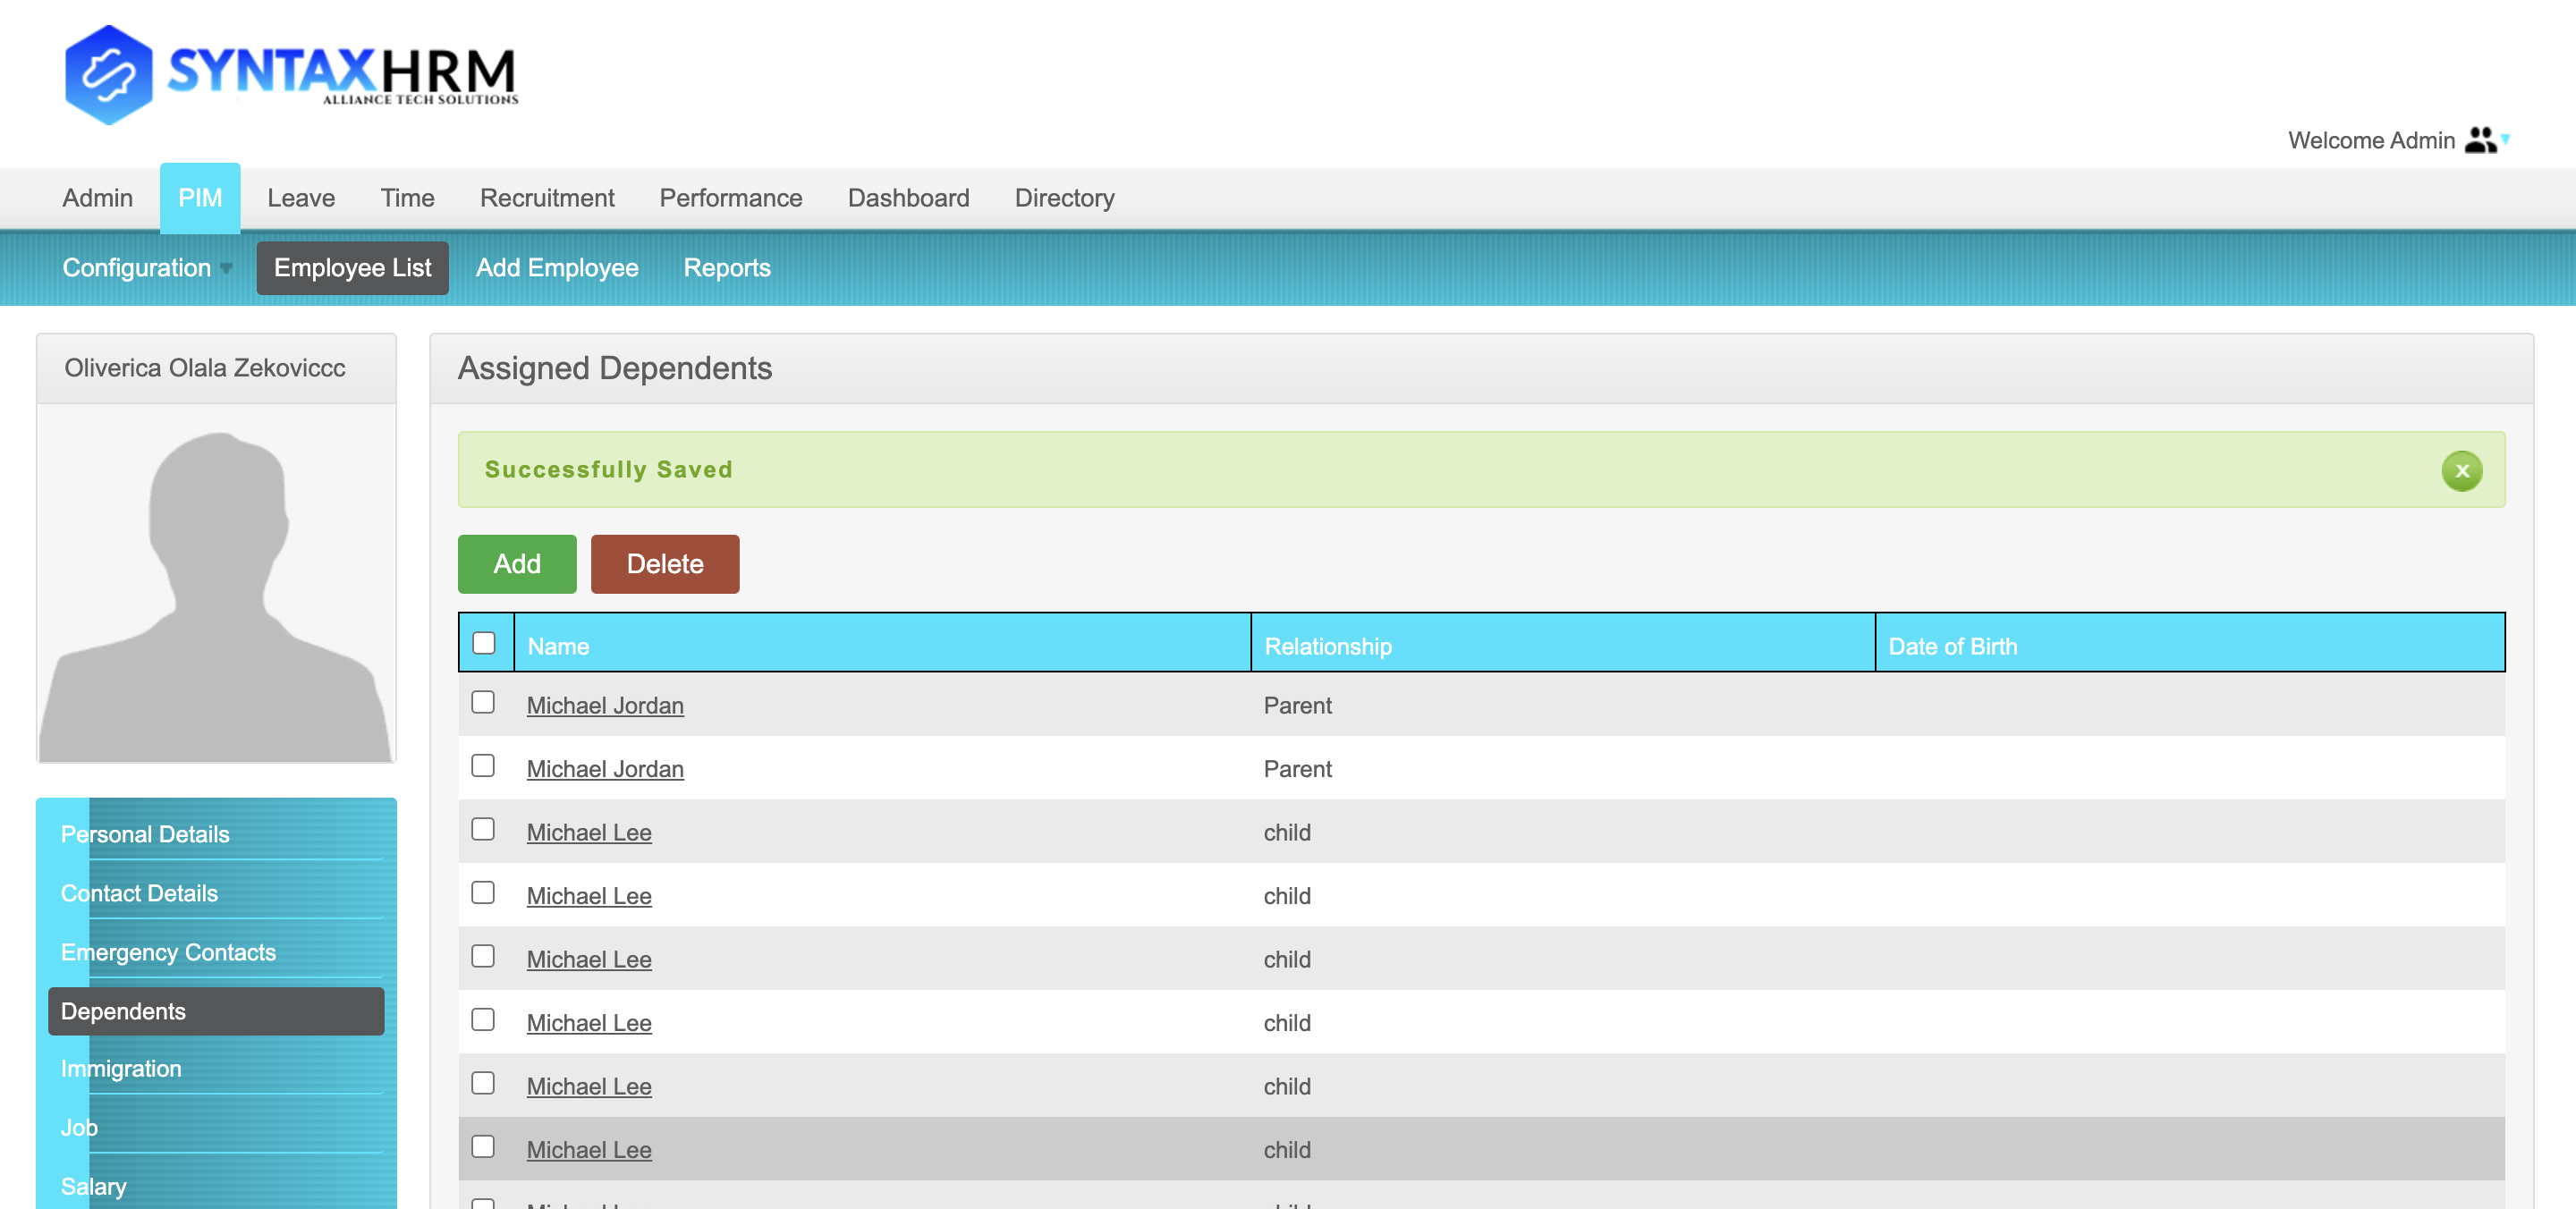 SYNTAXHRM
ALLIANCE TECH SOLUTIONS
Welcome Admin
Admin PIM Leave Time Recruitment Performance Dashboard Directory
Configuration Employee List Add Employee Reports
Oliverica Olala Zekoviccc
Assigned Dependents
Successfully Saved
x
Add Delete
Name Relationship Date of Birth
Michael Jordan Parent
Michael Jordan Parent
Michael Lee child
Michael Lee child
Michael Lee child
Michael Lee child
Michael Lee child
Michael Lee child
Personal Details
Contact Details
Emergency Contacts
Dependents
Immigration
Job
Salary